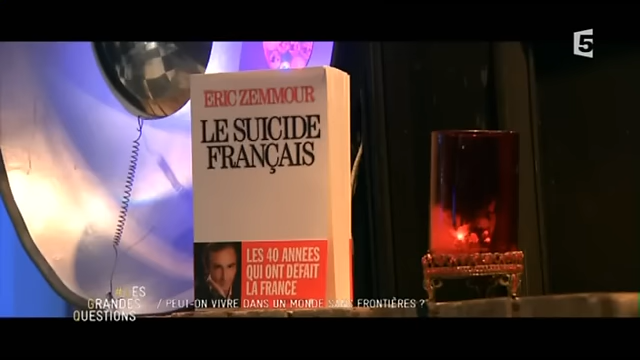 5
ERIC ZEMMOUR
LE SUICIDE
FRANÇAIS
LES 40 ANNÉES
QUI ONT DÉFAIT
LA FRANCE
#LES
GRANDES
QUESTIONS
/ PEUT-ON VIVRE DANS UN MONDE SANS FRONTIÈRES ?